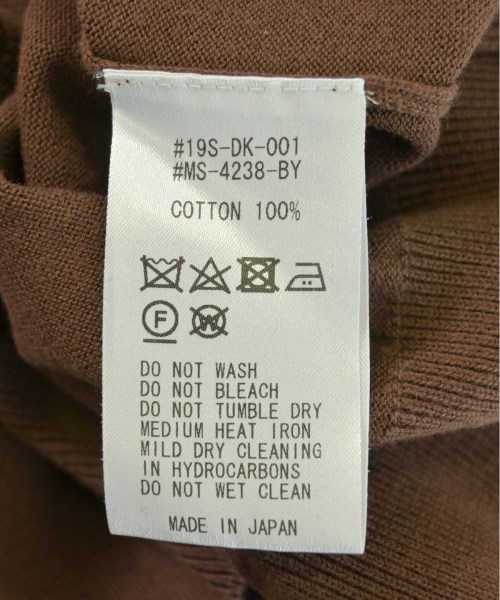 #19S-DK-001
#MS-4238-BY
COTTON 100%
F W
DO NOT WASH
DO NOT BLEACH
DO NOT TUMBLE DRY
MEDIUM HEAT IRON
MILD DRY CLEANING
IN HYDROCARBONS
DO NOT WET CLEAN
MADE IN JAPAN